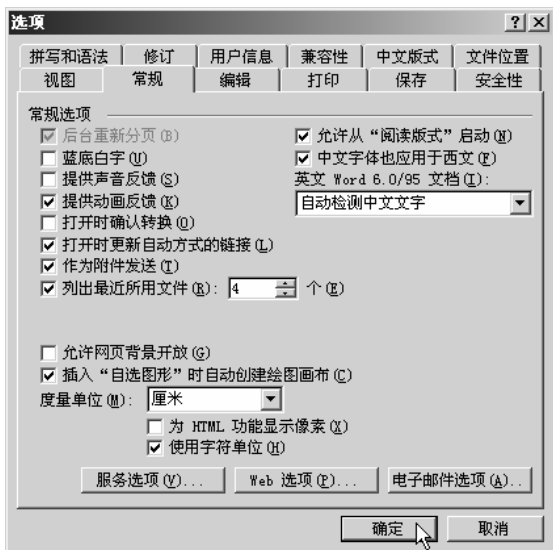 选项
拼写和语法 修订 用户信息 兼容性 中文版式 文件位置
视图 常规 编辑 打印 保存 安全性
常规选项
后台重新分页(B) 允许从“阅读版式”启动(N)
蓝底白字(U) 中文字体也应用于西文(F)
提供声音反馈(S) 英文 Word 6.0/95 文档(I):
提供动画反馈(K) 自动检测中文文字
打开时确认转换(O)
打开时更新自动方式的链接(L)
作为附件发送(T)
列出最近所用文件(R): 4 个(E)
允许网页背景开放(G)
插入“自选图形”时自动创建绘图画布(C)
度量单位(M): 厘米
为 HTML 功能显示像素(X)
使用字符单位(H)
服务选项(V)... Web 选项(P)... 电子邮件选项(A)..
确定 取消